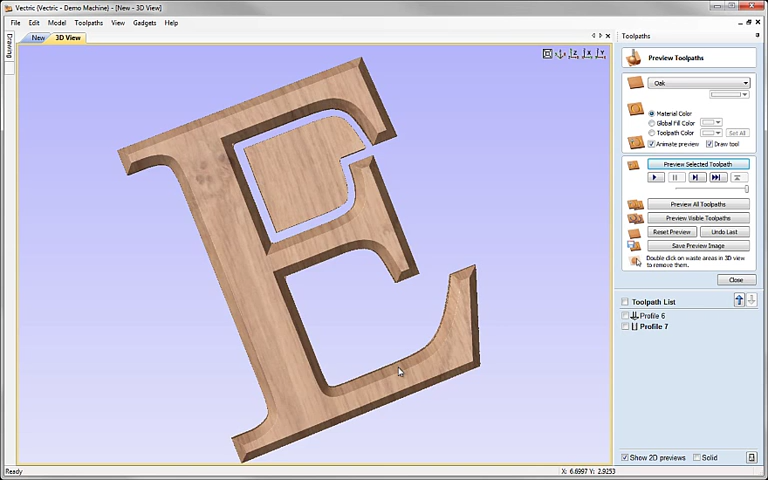 Vectric (Vectric - Demo Machine) - [New - 3D View]
File Edit Model Toolpaths View Gadgets Help
Drawing
New 3D View
Toolpaths
Preview Toolpaths
Oak
Material Color
Global Fill Color
Toolpath Color Set All
Animate preview Draw tool
Preview Selected Toolpath
Preview All Toolpaths
Preview Visible Toolpaths
Reset Preview Undo Last
Save Preview Image
Double click on waste areas in 3D view
to remove them.
Close
Toolpath List
Profile 6
Profile 7
Show 2D previews Solid
Ready
X: 6.6997 Y: 2.9253